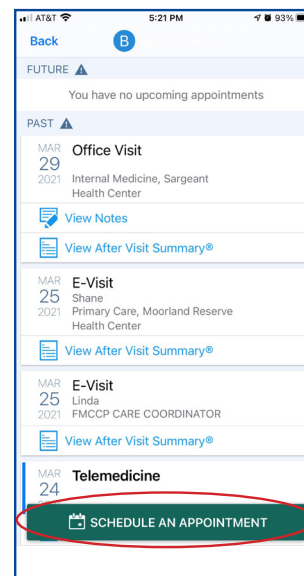 AT&T 5:21 PM 93%
Back B
FUTURE
You have no upcoming appointments
PAST
MAR 29 2021
Office Visit
Internal Medicine, Sargeant
Health Center
View Notes
View After Visit Summary®
MAR 25 2021
E-Visit
Shane
Primary Care, Moorland Reserve
Health Center
View After Visit Summary®
MAR 25 2021
E-Visit
Linda
FMCCP CARE COORDINATOR
View After Visit Summary®
MAR 24
Telemedicine
SCHEDULE AN APPOINTMENT